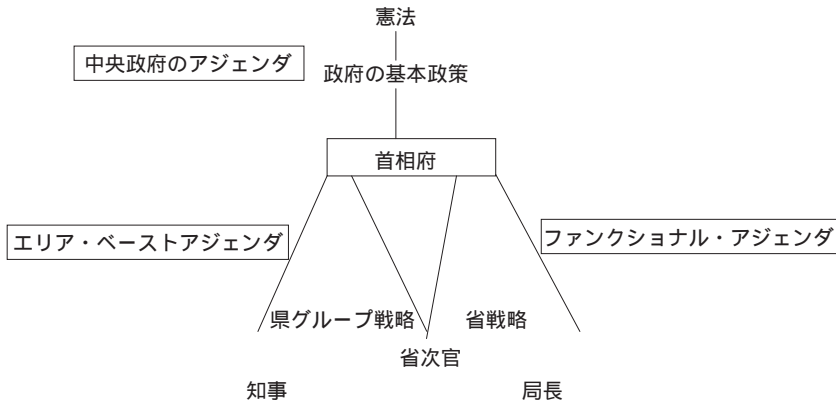 憲法
中央政府のアジェンダ
政府の基本政策
首相府
エリア・ベーストアジェンダ
ファンクショナル・アジェンダ
県グループ戦略
省戦略
省次官
知事
局長